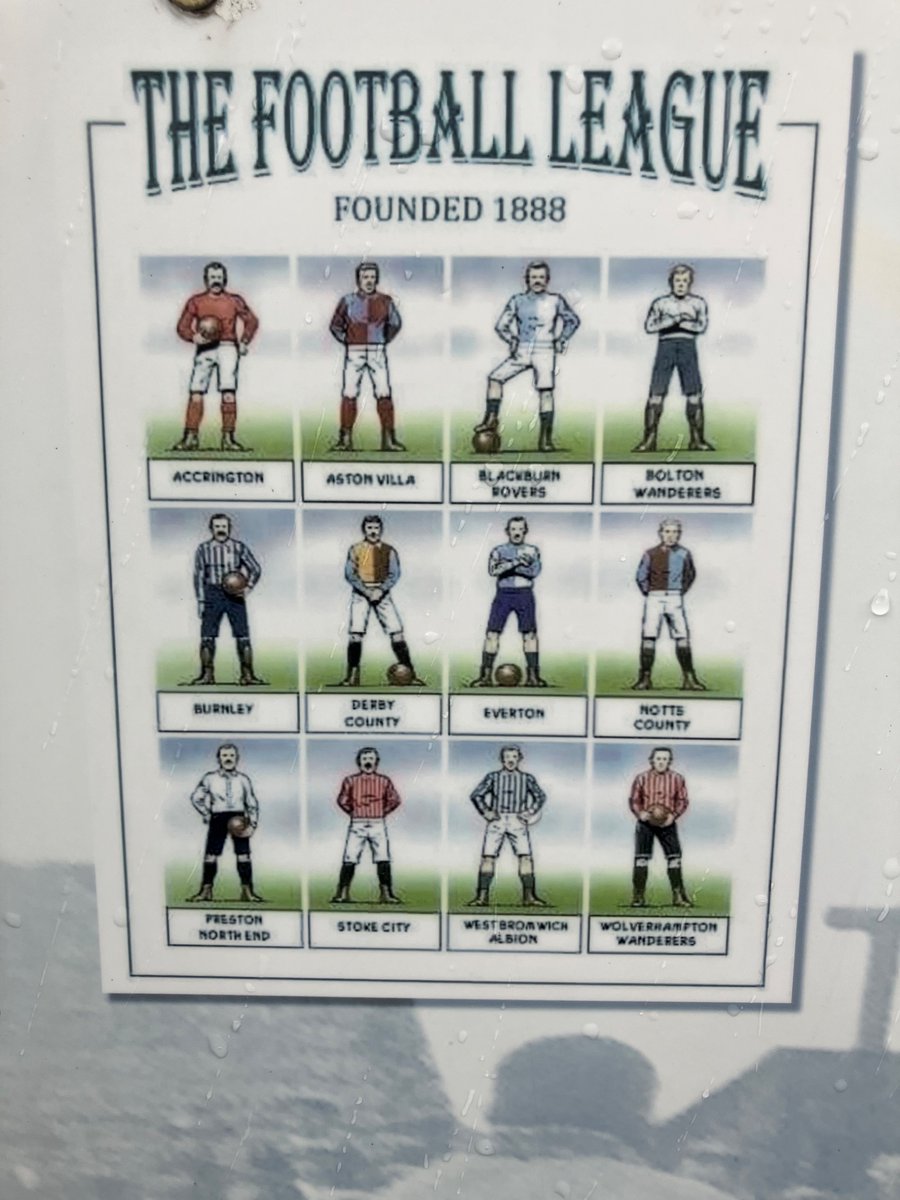 THE FOOTBALL LEAGUE
FOUNDED 1888
ACCRINGTON
ASTON VILLA
BLACKBURN
ROVERS
BOLTON
WANDERERS
BURNLEY
DERBY
COUNTY
EVERTON
NOTTS
COUNTY
PRESTON
NORTH END
STOKE CITY
WEST BROMWICH
ALBION
WOLVERHAMPTON
WANDERERS